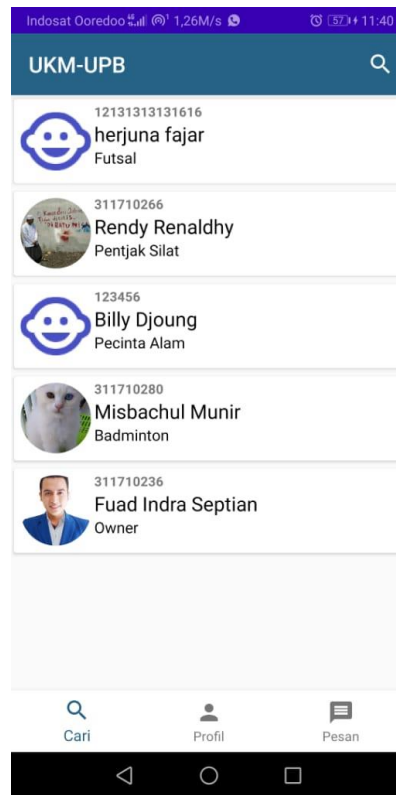 Indosat Ooredoo 1,26M/s 57 11:40
UKM-UPB
12131313131616
herjuna fajar
Futsal
311710266
Rendy Renaldhy
Pentjak Silat
123456
Billy Djoung
Pecinta Alam
311710280
Misbachul Munir
Badminton
311710236
Fuad Indra Septian
Owner
Cari Profil Pesan